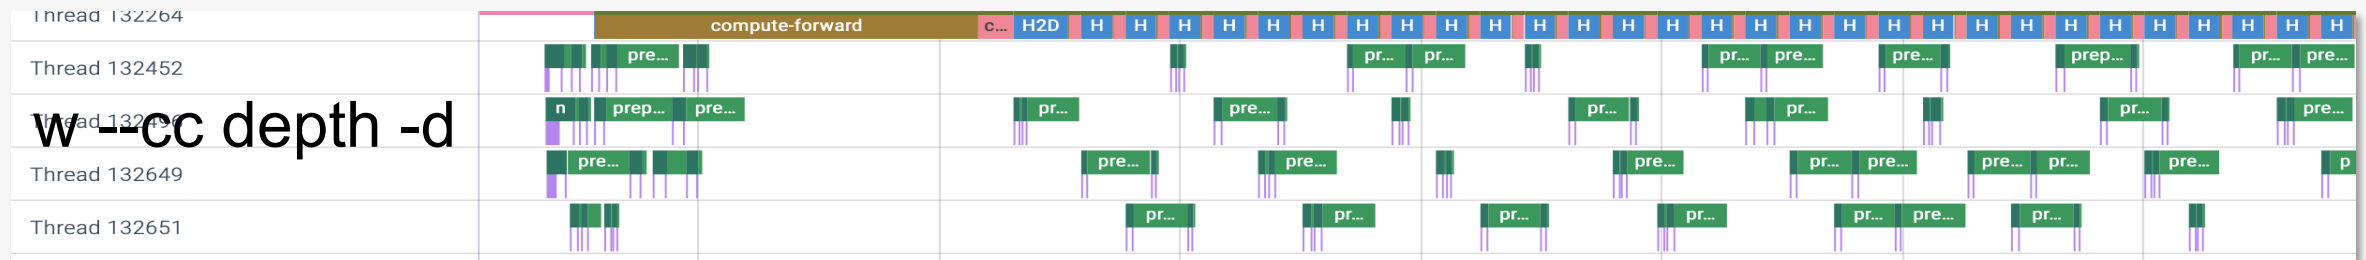 Thread 132264 compute-forward c... H2D H H H H H H H H H H H H H H H H H H H H H H H H H H H H H
Thread 132452 pre... pr... pr... pr... pre... pre... prep... pr... pre...
Thread 132496 n prep... pre... pr... pre... pr... pr... pr... pre...
w --cc depth -d
Thread 132649 pre... pre... pre... pre... pr... pre... pre... pr... pre... p
Thread 132651 pr... pr... pr... pr... pr... pre... pr...